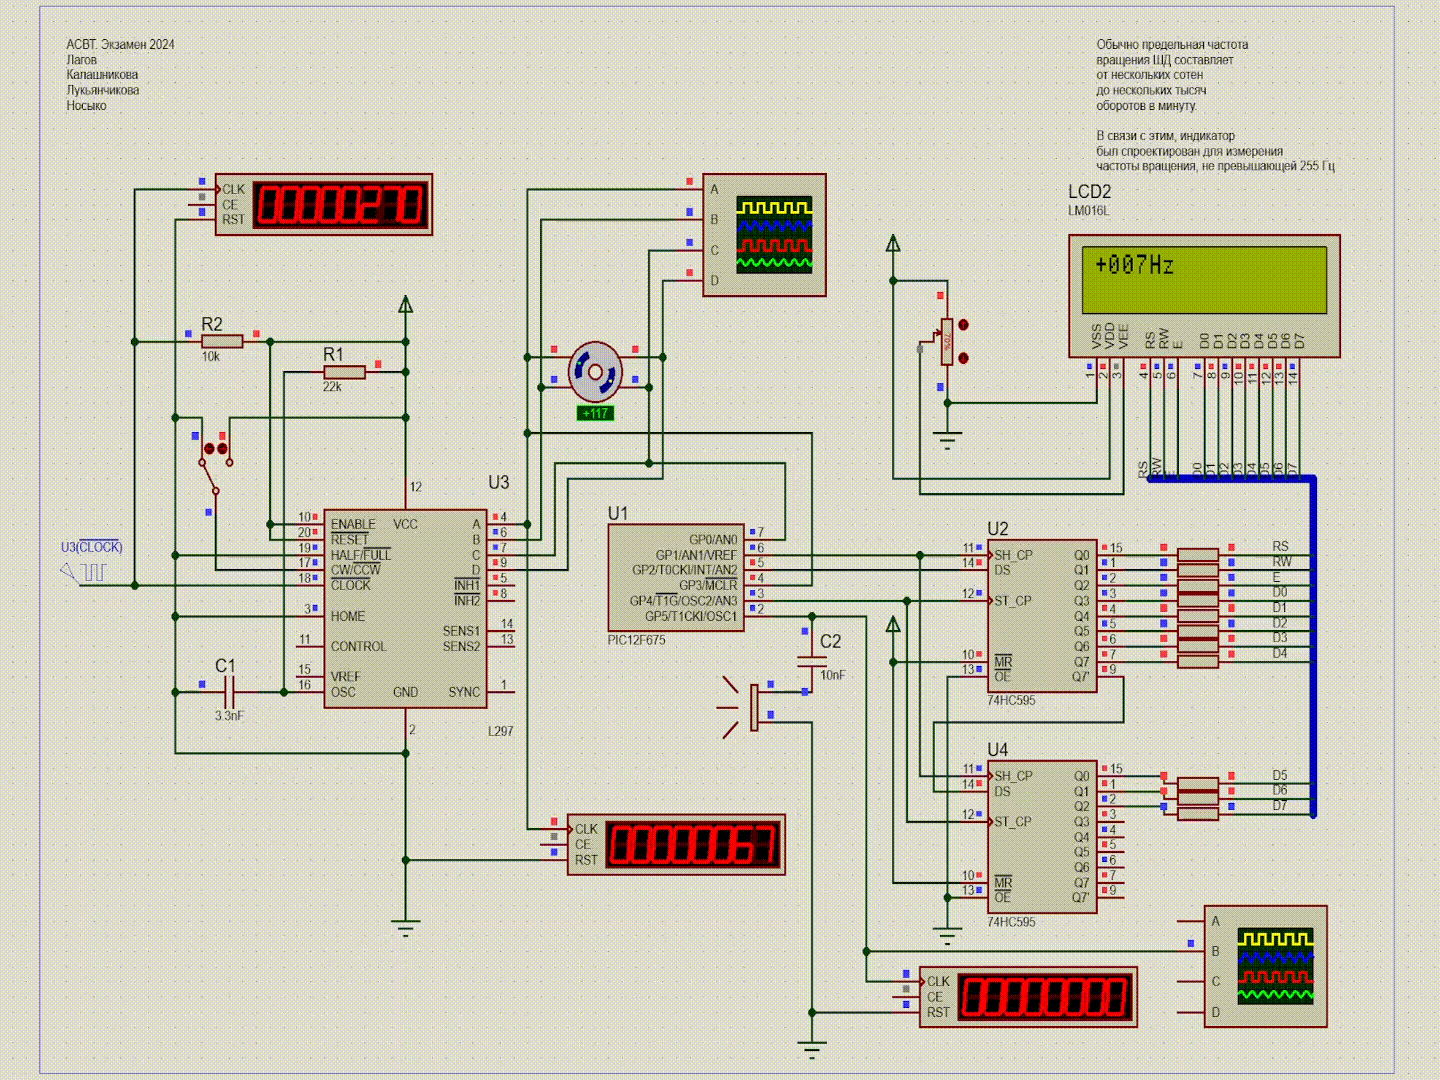 АСВТ. Экзамен 2024
Лагов
Калашникова
Лукьянчикова
Носыко
Обычно предельная частота
вращения ШД составляет
от нескольких сотен
до нескольких тысяч
оборотов в минуту.
В связи с этим, индикатор
был спроектирован для измерения
частоты вращения, не превышающей 255 Гц
CLK
CE
RST
00000270
A
B
C
D
LCD2
LM016L
+007Hz
VSS
VDD
VEE
RS
RW
E
D0
D1
D2
D3
D4
D5
D6
D7
1
2
3
4
5
6
7
8
9
10
11
12
13
14
R2
10k
R1
22k
70%
+117
RS
RW
E
D0
D1
D2
D3
D4
D5
D6
D7
12
U3
10 ENABLE VCC A 4
20 RESET B 6
19 HALF/FULL C 7
17 CW/CCW D 9
18 CLOCK INH1 5
INH2 8
3 HOME
SENS1 14
11 CONTROL SENS2 13
15 VREF
16 OSC GND SYNC 1
2
L297
U3(CLOCK)
C1
3.3nF
U1
GP0/AN0 7
GP1/AN1/VREF 6
GP2/T0CKI/INT/AN2 5
GP3/MCLR 4
GP4/T1G/OSC2/AN3 3
GP5/T1CKI/OSC1 2
PIC12F675
C2
10nF
U2
11 SH_CP Q0 15
14 DS Q1 1
Q2 2
12 ST_CP Q3 3
Q4 4
Q5 5
Q6 6
10 MR Q7 7
13 OE Q7' 9
74HC595
RS
RW
E
D0
D1
D2
D3
D4
U4
11 SH_CP Q0 15
14 DS Q1 1
Q2 2
12 ST_CP Q3 3
Q4 4
Q5 5
Q6 6
10 MR Q7 7
13 OE Q7' 9
74HC595
D5
D6
D7
CLK
CE
RST
00000067
CLK
CE
RST
00000000
A
B
C
D